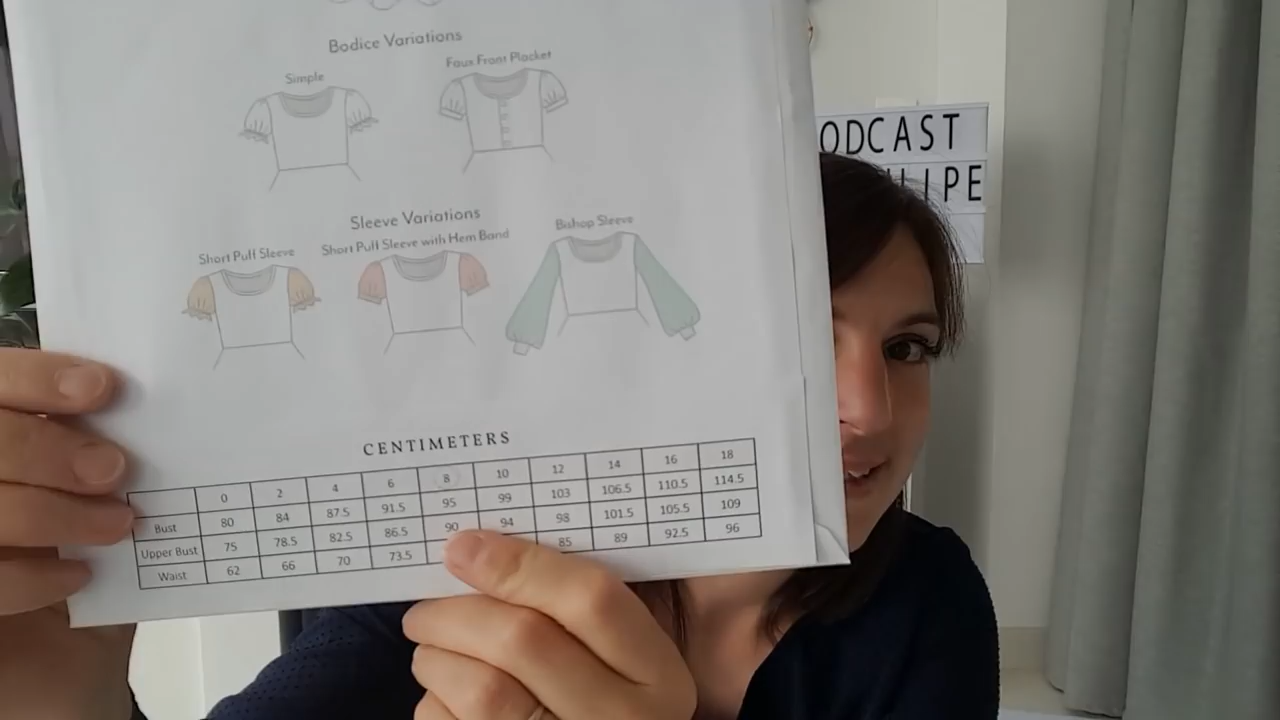 Bodice Variations
Simple
Faux Front Placket
Sleeve Variations
Short Puff Sleeve
Short Puff Sleeve with Hem Band
Bishop Sleeve
CENTIMETERS
0 2 4 6 8 10 12 14 16 18
Bust 80 84 87.5 91.5 95 99 103 106.5 110.5 114.5
Upper Bust 75 78.5 82.5 86.5 90 94 98 101.5 105.5 109
Waist 62 66 70 73.5 85 89 92.5 96
ODCAST
IPE